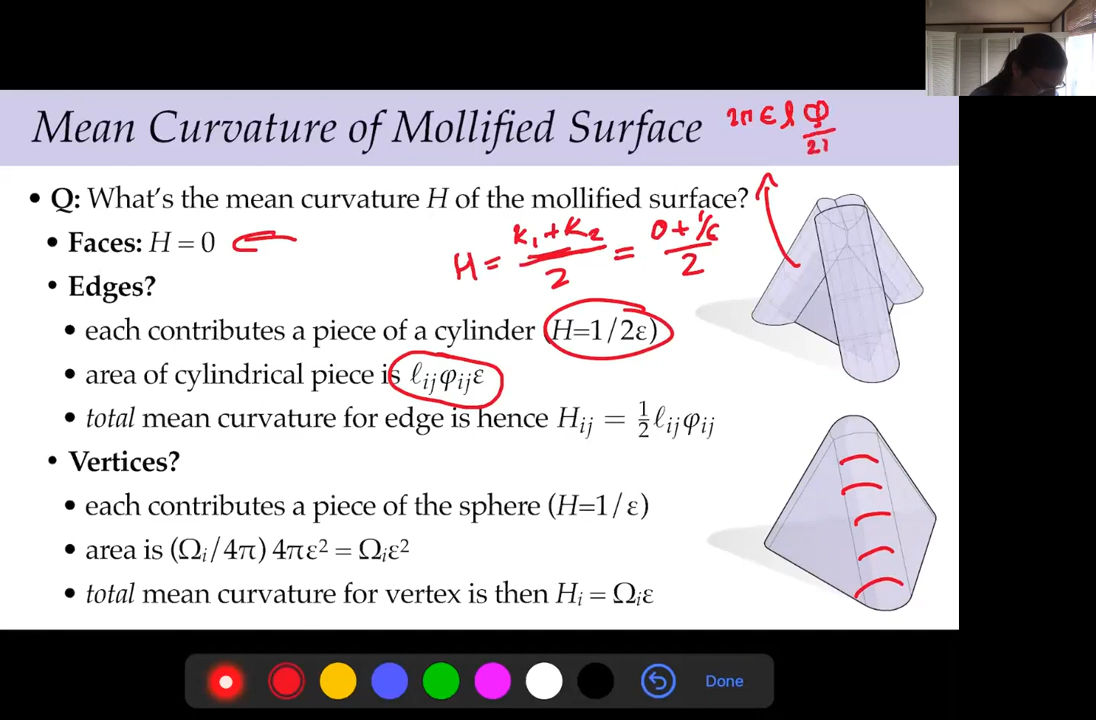 Mean Curvature of Mollified Surface
2π ε l φ/2π
• Q: What's the mean curvature H of the mollified surface?
• Faces: H = 0
H = K₁+K₂/2 = 0+1/ε/2
• Edges?
• each contributes a piece of a cylinder (H=1/2ε)
• area of cylindrical piece is ℓᵢⱼφᵢⱼε
• total mean curvature for edge is hence Hᵢⱼ = ½ℓᵢⱼφᵢⱼ
• Vertices?
• each contributes a piece of the sphere (H=1/ε)
• area is (Ωᵢ/4π) 4πε² = Ωᵢε²
• total mean curvature for vertex is then Hᵢ = Ωᵢε
Done